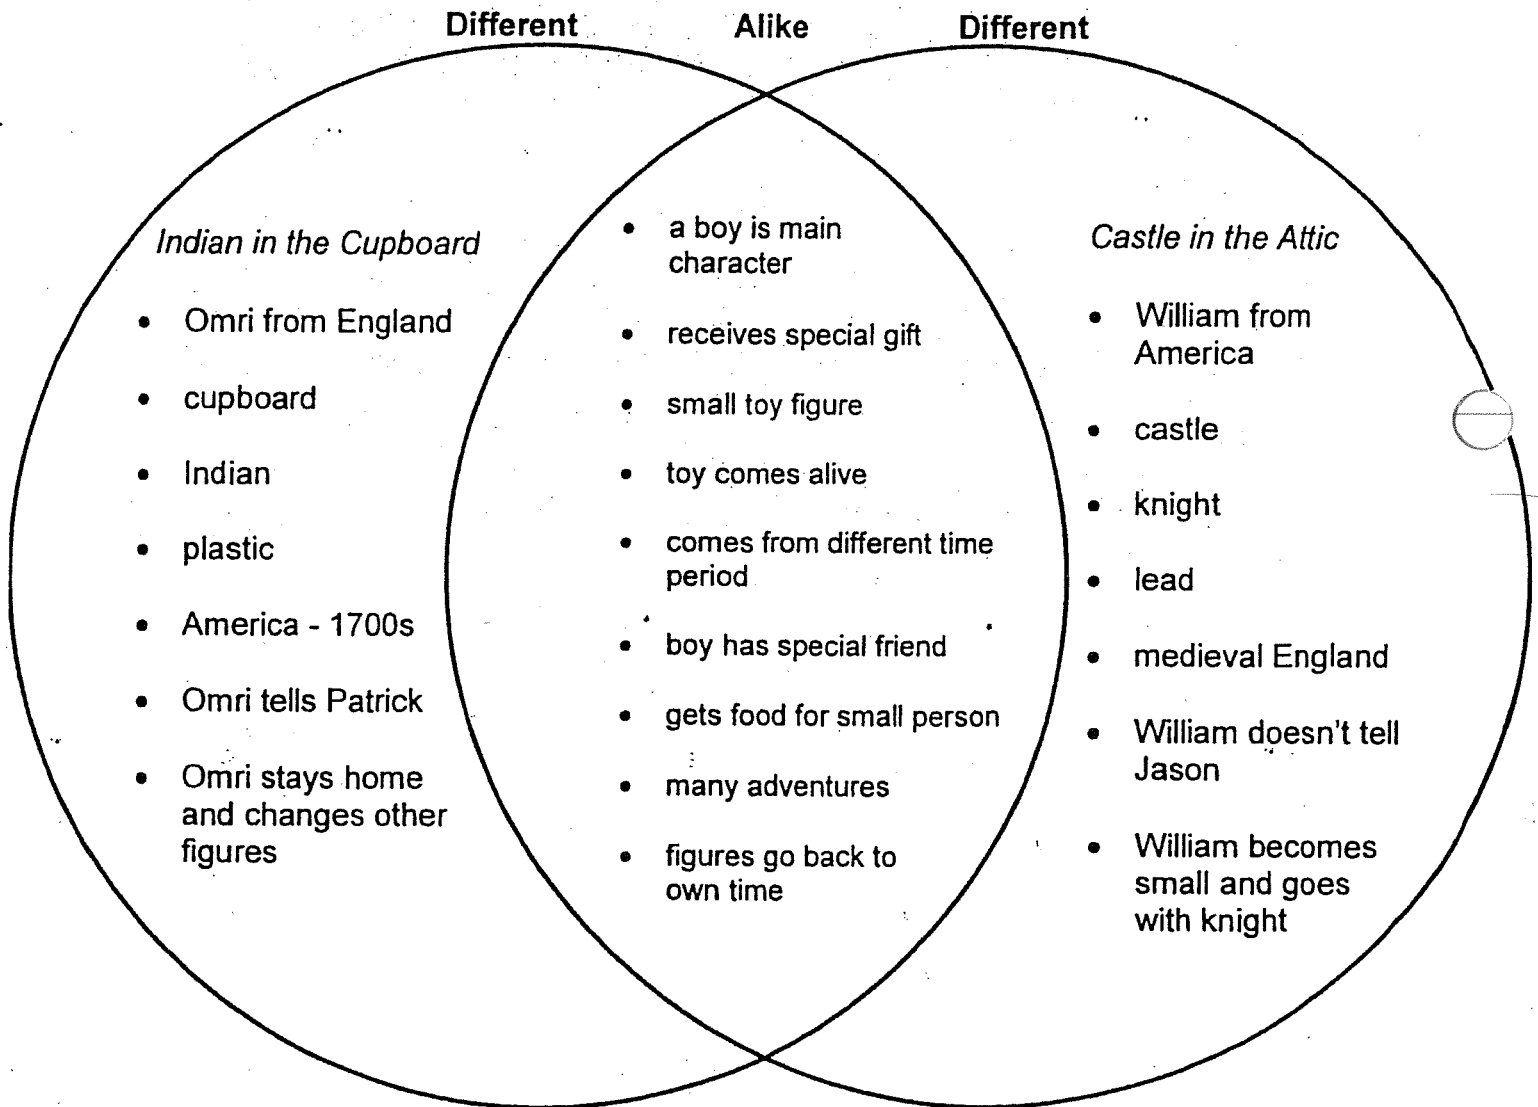 Different Alike Different
Indian in the Cupboard
• Omri from England
• cupboard
• Indian
• plastic
• America - 1700s
• Omri tells Patrick
• Omri stays home
and changes other
figures
• a boy is main
character
• receives special gift
• small toy figure
• toy comes alive
• comes from different time
period
• boy has special friend
• gets food for small person
• many adventures
• figures go back to
own time
Castle in the Attic
• William from
America
• castle
• knight
• lead
• medieval England
• William doesn't tell
Jason
• William becomes
small and goes
with knight